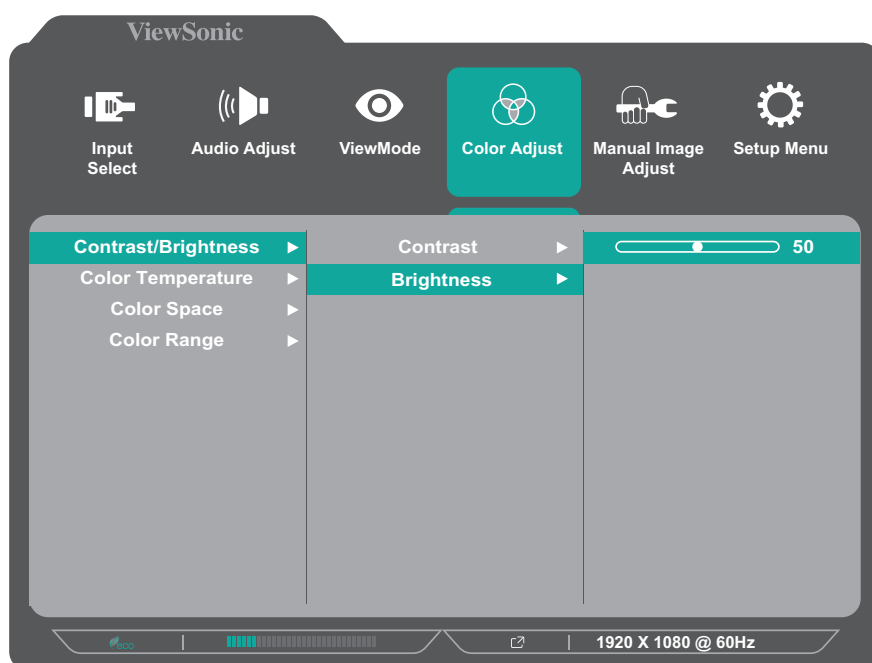 ViewSonic
Input Select
Audio Adjust
ViewMode
Color Adjust
Manual Image Adjust
Setup Menu
Contrast/Brightness
Contrast
50
Color Temperature
Brightness
Color Space
Color Range
eco
1920 X 1080 @ 60Hz